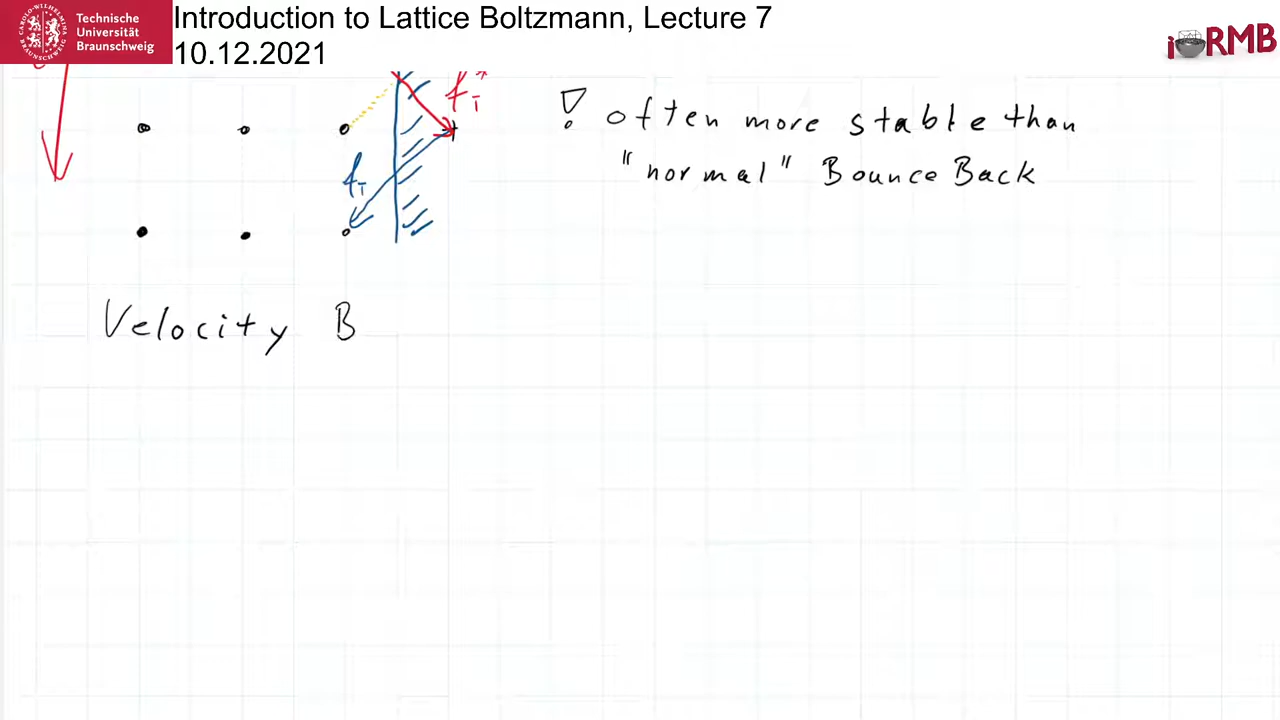 Technische
Universität
Braunschweig
Introduction to Lattice Boltzmann, Lecture 7
10.12.2021
iRMB
often more stable than
"normal" Bounce Back
Velocity B